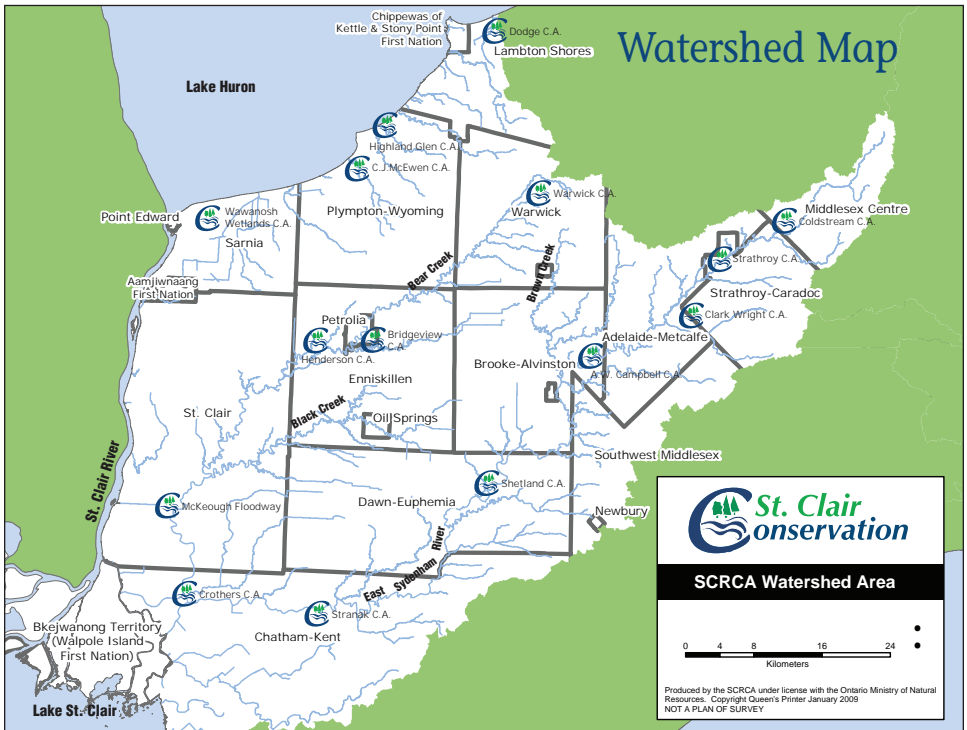 Watershed Map
Chippewas of
Kettle & Stony Point
First Nation
Dodge C.A.
Lambton Shores
Lake Huron
Highland Glen C.A.
C.J.McEwen C.A.
Plympton-Wyoming
Warwick C.A.
Warwick
Point Edward
Wawanosh
Wetlands C.A.
Sarnia
Middlesex Centre
Coldstream C.A.
Aamjiwnaang
First Nation
Bear Creek
Brown Creek
Strathroy C.A.
Strathroy-Caradoc
Clark Wright C.A.
Petrolia
Bridgeview
C.A.
Henderson C.A.
Adelaide-Metcalfe
Brooke-Alvinston
A.W. Campbell C.A.
Enniskillen
St. Clair
Black Creek
Oil Springs
St. Clair River
Southwest Middlesex
Shetland C.A.
Dawn-Euphemia
McKeough Floodway
Newbury
East Sydenham River
Crothers C.A.
Stranak C.A.
Chatham-Kent
Bkejwanong Territory
(Walpole Island
First Nation)
Lake St. Clair
St. Clair
Conservation
SCRCA Watershed Area
0 4 8 16 24
Kilometers
Produced by the SCRCA under license with the Ontario Ministry of Natural
Resources. Copyright Queen's Printer January 2009
NOT A PLAN OF SURVEY